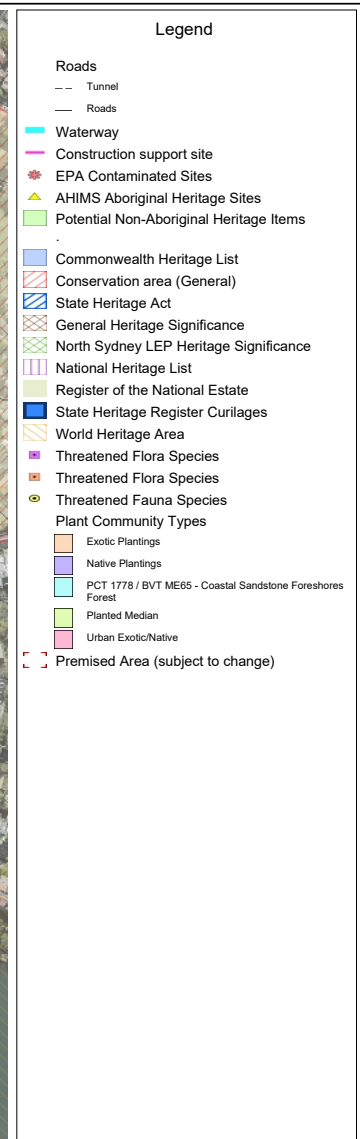 Legend
Roads
Tunnel
Roads
Waterway
Construction support site
EPA Contaminated Sites
AHIMS Aboriginal Heritage Sites
Potential Non-Aboriginal Heritage Items
.
Commonwealth Heritage List
Conservation area (General)
State Heritage Act
General Heritage Significance
North Sydney LEP Heritage Significance
National Heritage List
Register of the National Estate
State Heritage Register Curilages
World Heritage Area
Threatened Flora Species
Threatened Flora Species
Threatened Fauna Species
Plant Community Types
Exotic Plantings
Native Plantings
PCT 1778 / BVT ME65 - Coastal Sandstone Foreshores
Forest
Planted Median
Urban Exotic/Native
Premised Area (subject to change)